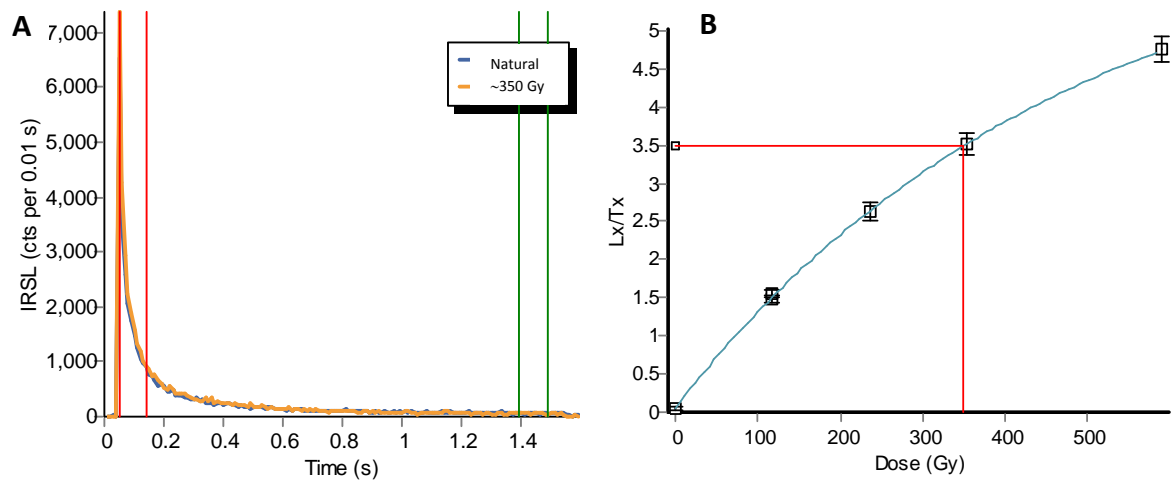 A
7,000
6,000
5,000
4,000
3,000
2,000
1,000
0
IRSL (cts per 0.01 s)
0 0.2 0.4 0.6 0.8 1 1.2 1.4
Time (s)
Natural
~350 Gy
B
5
4.5
4
3.5
3
2.5
2
1.5
1
0.5
0
Lx/Tx
0 100 200 300 400 500
Dose (Gy)